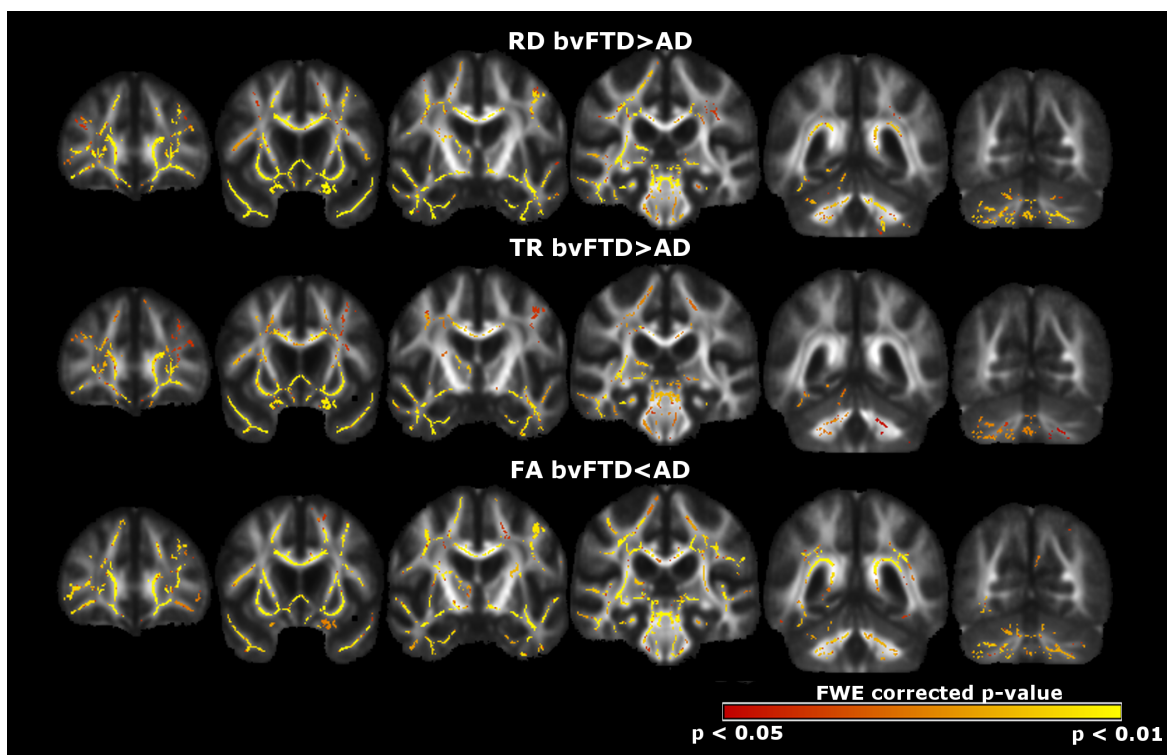 RD bvFTD>AD
TR bvFTD>AD
FA bvFTD<AD
FWE corrected p-value
p < 0.05 p < 0.01